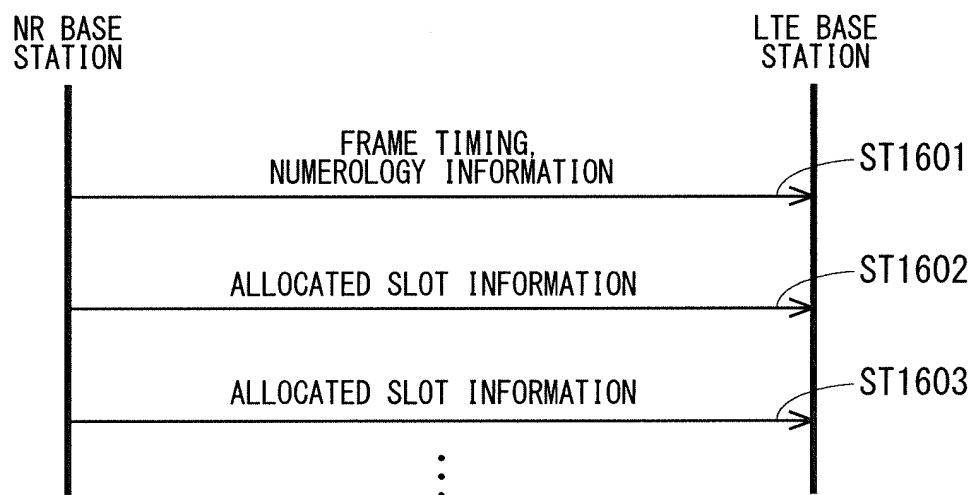 NR BASE
STATION
LTE BASE
STATION
FRAME TIMING,
NUMEROLOGY INFORMATION
ST1601
ALLOCATED SLOT INFORMATION
ST1602
ALLOCATED SLOT INFORMATION
ST1603